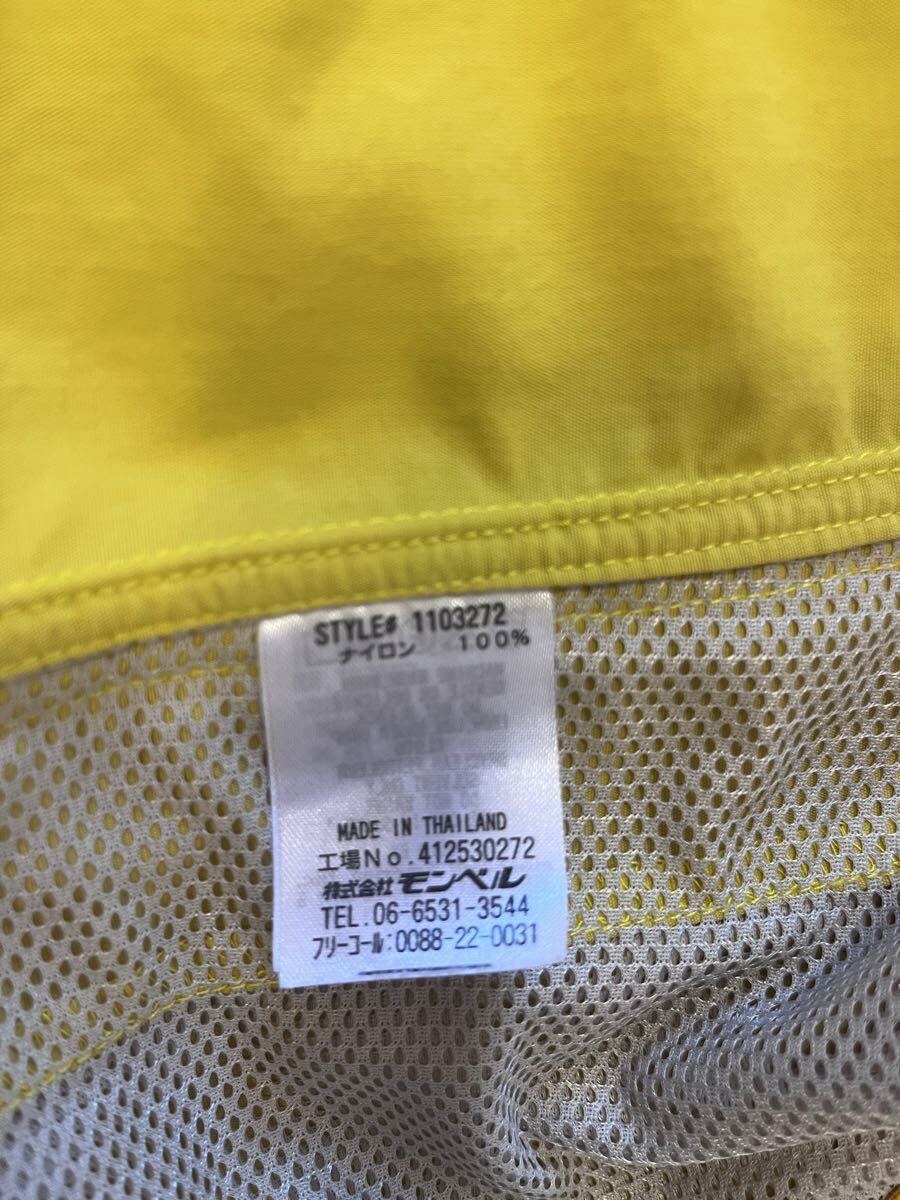 STYLE# 1103272
ナイロン 100%
MADE IN THAILAND
工場No.412530272
株式会社 モンベル
TEL.06-6531-3544
フリーコール:0088-22-0031